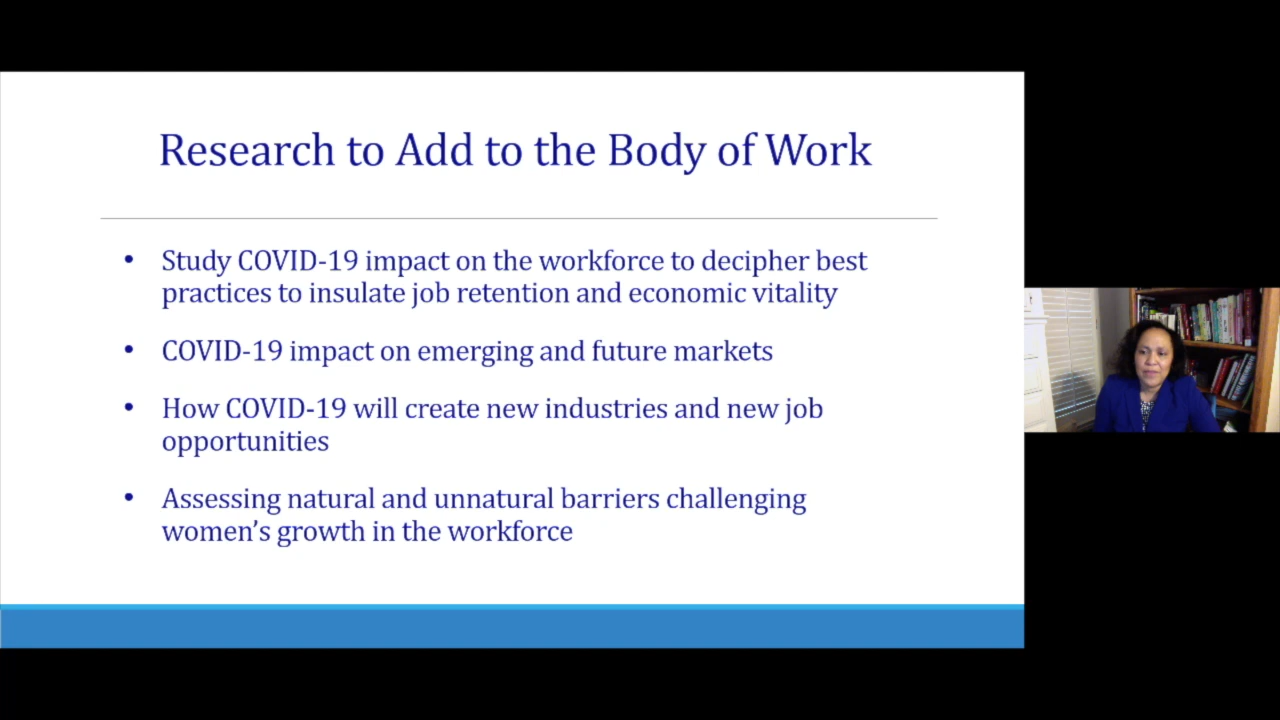 Research to Add to the Body of Work
• Study COVID-19 impact on the workforce to decipher best
practices to insulate job retention and economic vitality
• COVID-19 impact on emerging and future markets
• How COVID-19 will create new industries and new job
opportunities
• Assessing natural and unnatural barriers challenging
women’s growth in the workforce